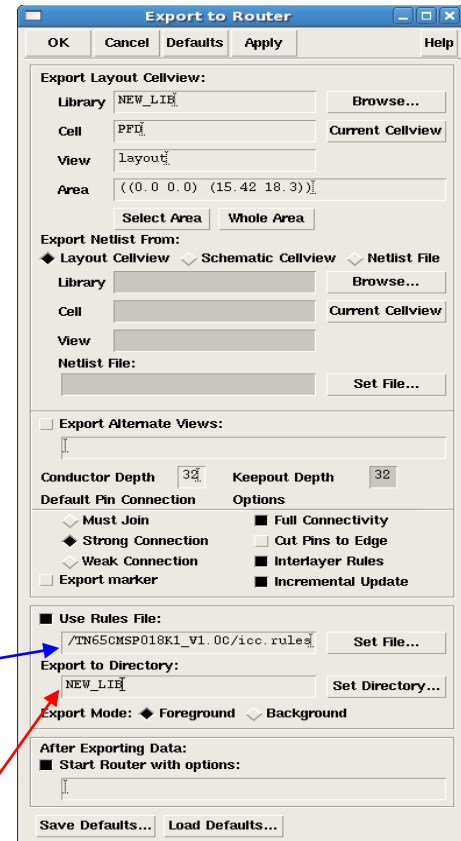 Export to Router
OK Cancel Defaults Apply Help
Export Layout Cellview:
Library NEW_LIB Browse...
Cell PFD Current Cellview
View layout
Area ((0.0 0.0) (15.42 18.3))
Select Area Whole Area
Export Netlist From:
Layout Cellview Schematic Cellview Netlist File
Library Browse...
Cell Current Cellview
View
Netlist File:
Set File...
Export Alternate Views:
Conductor Depth 32 Keepout Depth 32
Default Pin Connection Options
Must Join Full Connectivity
Strong Connection Cut Pins to Edge
Weak Connection Interlayer Rules
Export marker Incremental Update
Use Rules File:
/TN65CMSP018K1_V1.0C/icc.rules Set File...
Export to Directory:
NEW_LIB Set Directory...
Export Mode: Foreground Background
After Exporting Data:
Start Router with options:
Save Defaults... Load Defaults...